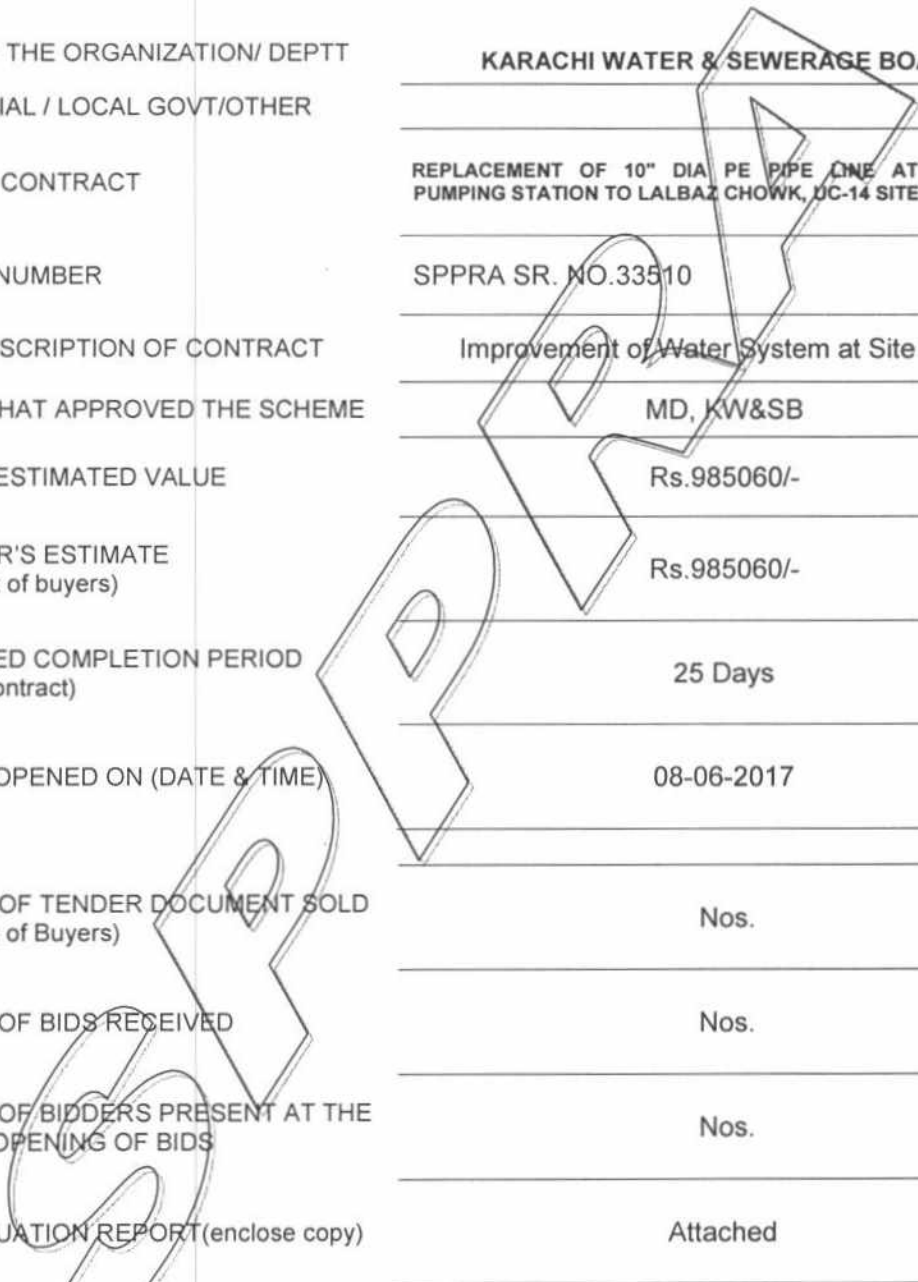 THE ORGANIZATION/ DEPTT KARACHI WATER & SEWERAGE BOA
IAL / LOCAL GOVT/OTHER
CONTRACT
REPLACEMENT OF 10" DIA PE PIPE LINE AT
PUMPING STATION TO LALBAZ CHOWK, UC-14 SITE
NUMBER SPPRA SR. NO.33510
SCRIPTION OF CONTRACT Improvement of Water System at Site
HAT APPROVED THE SCHEME MD, KW&SB
ESTIMATED VALUE Rs.985060/-
R'S ESTIMATE Rs.985060/-
of buyers)
ED COMPLETION PERIOD 25 Days
ontract)
OPENED ON (DATE & TIME) 08-06-2017
OF TENDER DOCUMENT SOLD Nos.
of Buyers)
OF BIDS RECEIVED Nos.
OF BIDDERS PRESENT AT THE Nos.
OPENING OF BIDS
UATION REPORT(enclose copy) Attached
SPPRA